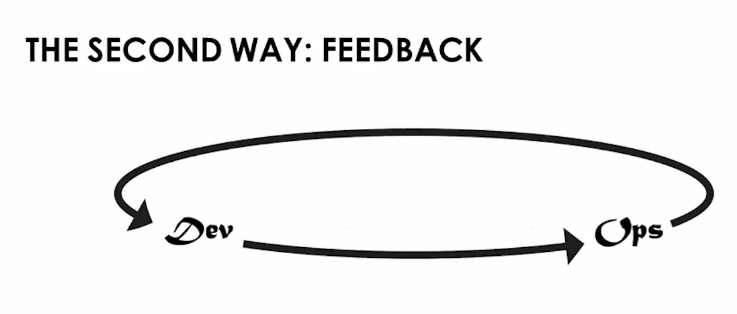 THE SECOND WAY: FEEDBACK
Dev
Ops